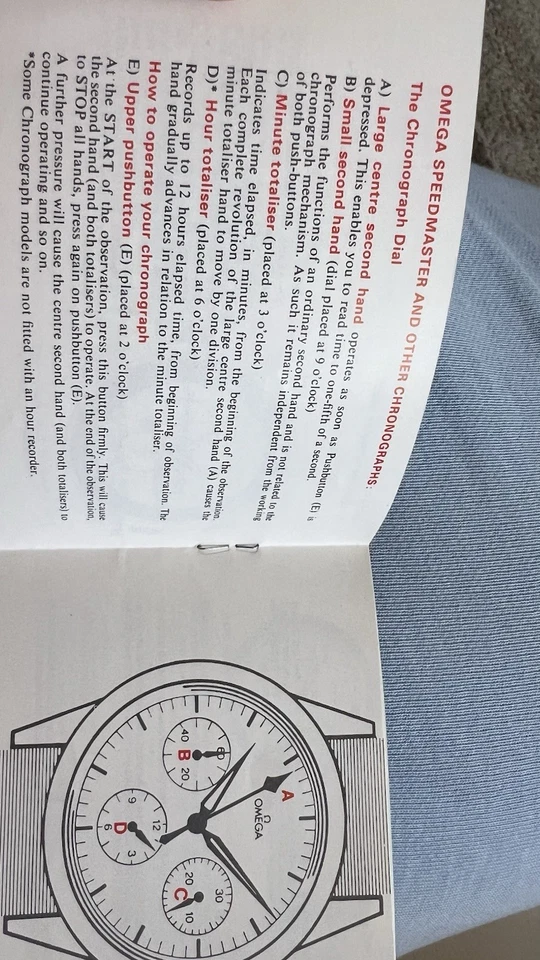 OMEGA SPEEDMASTER AND OTHER CHRONOGRAPHS:
The Chronograph Dial
A) Large centre second hand operates as soon as Pushbutton (E) is
depressed. This enables you to read time to one-fifth of a second.
B) Small second hand (dial placed at 9 o'clock)
Performs the functions of an ordinary second hand and is not related to the
chronograph mechanism. As such it remains independent from the working
of both push-buttons.
C) Minute totaliser (placed at 3 o'clock)
Indicates time elapsed, in minutes, from the beginning of the observation.
Each complete revolution of the large centre second hand (A) causes the
minute totaliser hand to move by one division.
D)* Hour totaliser (placed at 6 o'clock)
Records up to 12 hours elapsed time, from beginning of observation. The
hand gradually advances in relation to the minute totaliser.
How to operate your chronograph
E) Upper pushbutton (E) (placed at 2 o'clock)
At the START of the observation, press this button firmly. This will cause
the second hand (and both totalisers) to operate. At the end of the observation,
to STOP all hands, press again on pushbutton (E).
A further pressure will cause the centre second hand (and both totalisers) to
continue operating and so on.
*Some Chronograph models are not fitted with an hour recorder.
A
Ω
OMEGA
60
40 B 20
30
20 C 10
12
9 D 3
6